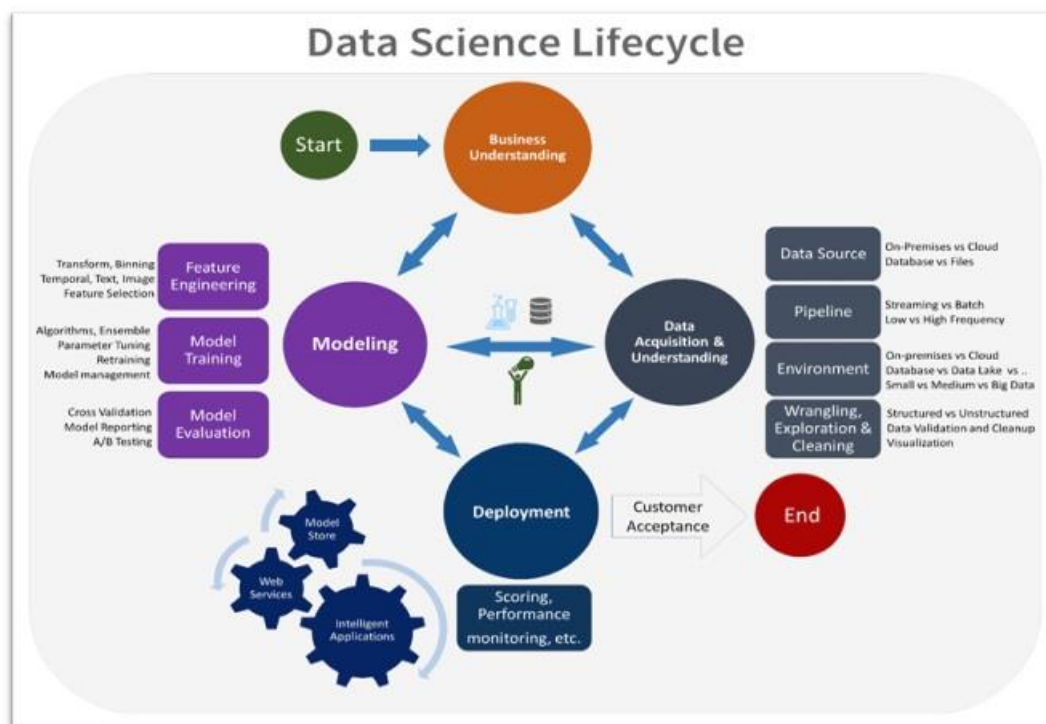 Data Science Lifecycle
Start
Business
Understanding
Transform, Binning
Temporal, Text, Image
Feature Selection
Feature
Engineering
Algorithms, Ensemble
Parameter Tuning
Retraining
Model management
Model
Training
Cross Validation
Model Reporting
A/B Testing
Model
Evaluation
Modeling
Data
Acquisition &
Understanding
Data Source
On-Premises vs Cloud
Database vs Files
Pipeline
Streaming vs Batch
Low vs High Frequency
Environment
On-premises vs Cloud
Database vs Data Lake vs ..
Small vs Medium vs Big Data
Wrangling,
Exploration &
Cleaning
Structured vs Unstructured
Data Validation and Cleanup
Visualization
Deployment
Customer
Acceptance
End
Model
Store
Web
Services
Intelligent
Applications
Scoring,
Performance
monitoring, etc.